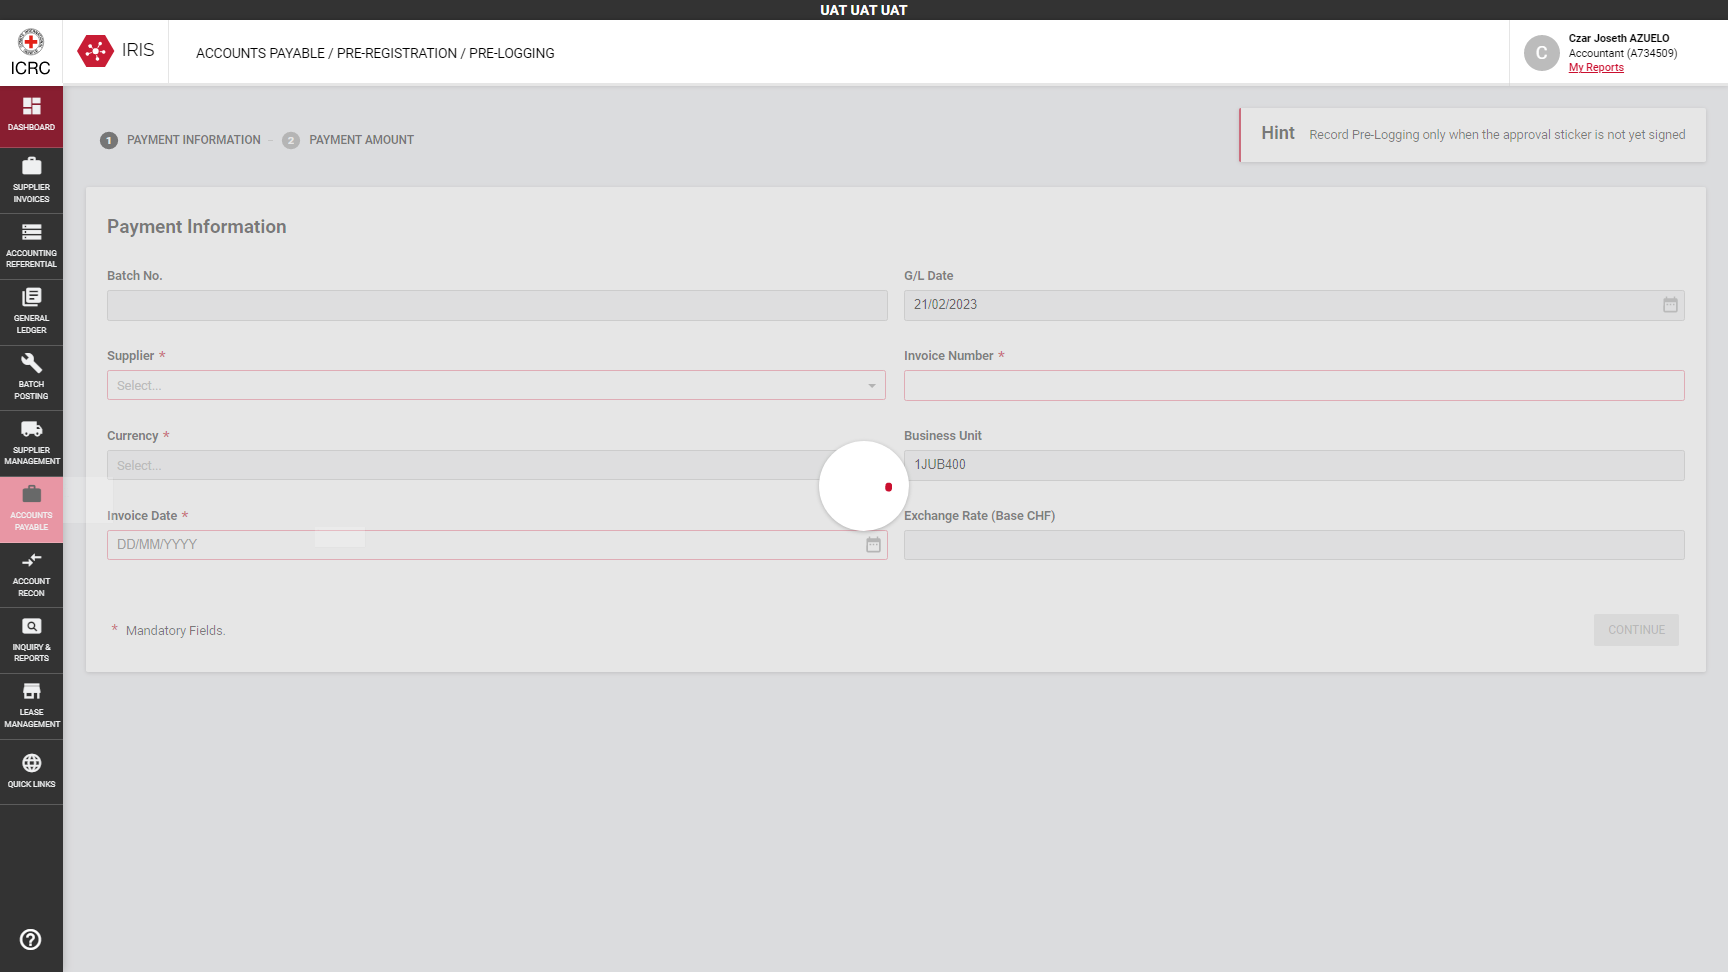 UAT UAT UAT
ICRC
IRIS
ACCOUNTS PAYABLE / PRE-REGISTRATION / PRE-LOGGING
C
Czar Joseth AZUELO
Accountant (A734509)
My Reports
DASHBOARD
SUPPLIER
INVOICES
ACCOUNTING
REFERENTIAL
GENERAL
LEDGER
BATCH
POSTING
SUPPLIER
MANAGEMENT
ACCOUNTS
PAYABLE
ACCOUNT
RECON
INQUIRY &
REPORTS
LEASE
MANAGEMENT
QUICK LINKS
1 PAYMENT INFORMATION - 2 PAYMENT AMOUNT
Hint Record Pre-Logging only when the approval sticker is not yet signed
Payment Information
Batch No.
G/L Date
21/02/2023
Supplier *
Select...
Invoice Number *
Currency *
Select...
Business Unit
1JUB400
Invoice Date *
DD/MM/YYYY
Exchange Rate (Base CHF)
* Mandatory Fields.
CONTINUE